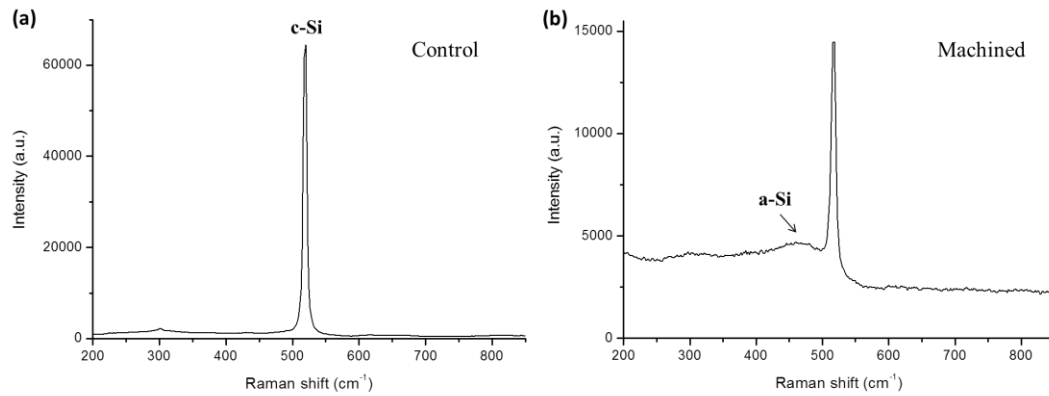 (a)
c-Si
Control
Intensity (a.u.)
60000
40000
20000
0
200 300 400 500 600 700 800
Raman shift (cm⁻¹)
(b)
Machined
a-Si
Intensity (a.u.)
15000
10000
5000
0
200 300 400 500 600 700 800
Raman shift (cm⁻¹)